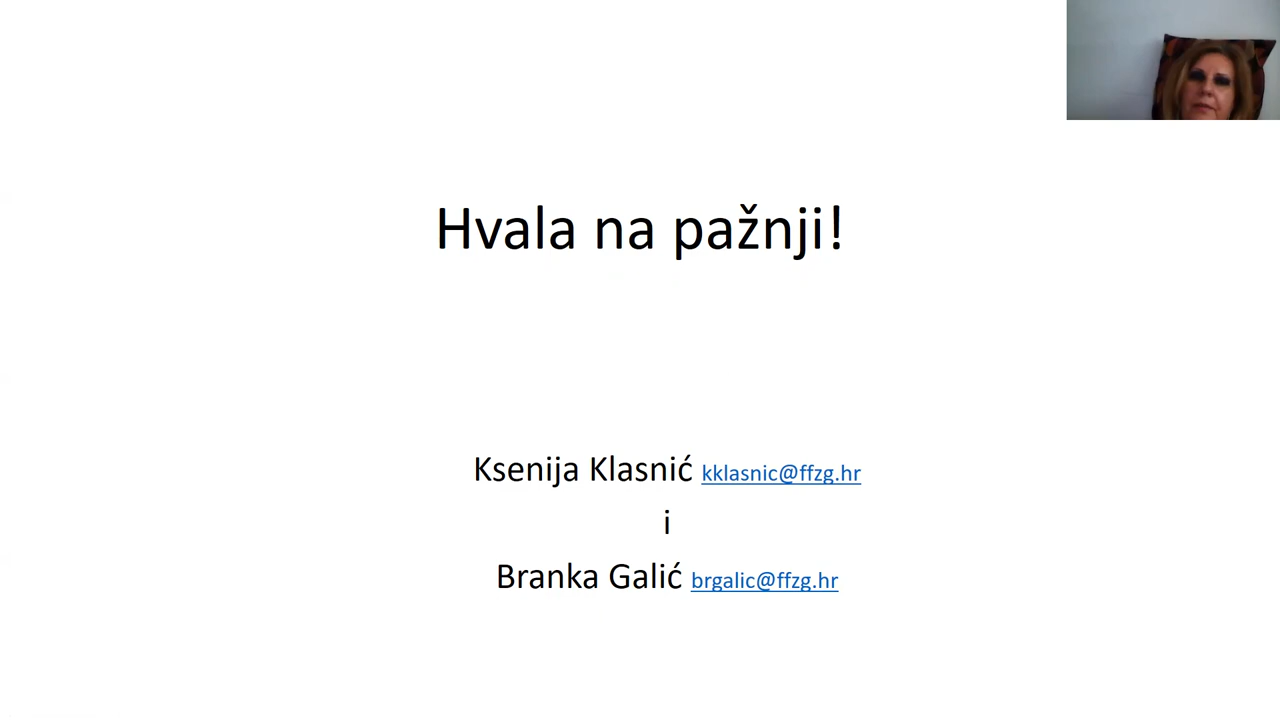 Hvala na pažnji!
Ksenija Klasnić kklasnic@ffzg.hr
i
Branka Galić brgalic@ffzg.hr